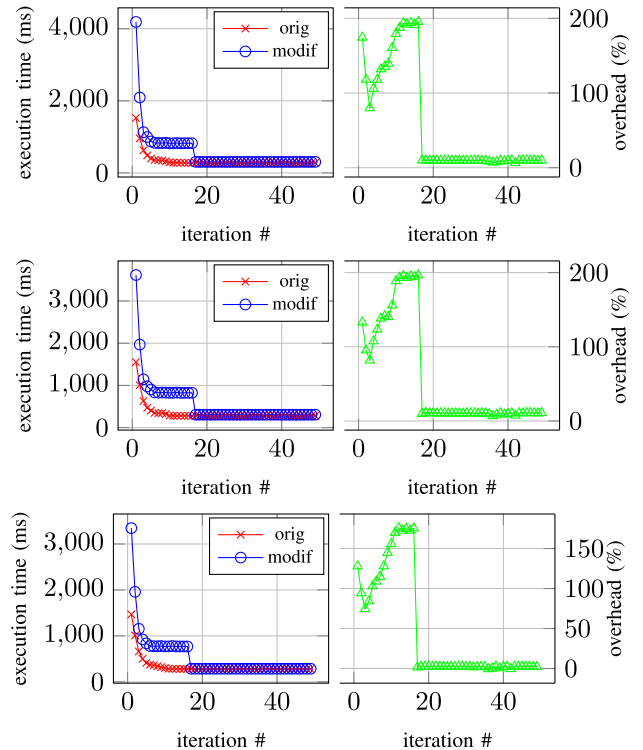 execution time (ms)
4,000
2,000
0
0
20
40
iteration #
orig
modif
overhead (%)
200
100
0
0
20
40
iteration #
execution time (ms)
3,000
2,000
1,000
0
0
20
40
iteration #
orig
modif
overhead (%)
200
100
0
0
20
40
iteration #
execution time (ms)
3,000
2,000
1,000
0
0
20
40
iteration #
orig
modif
overhead (%)
150
100
50
0
0
20
40
iteration #